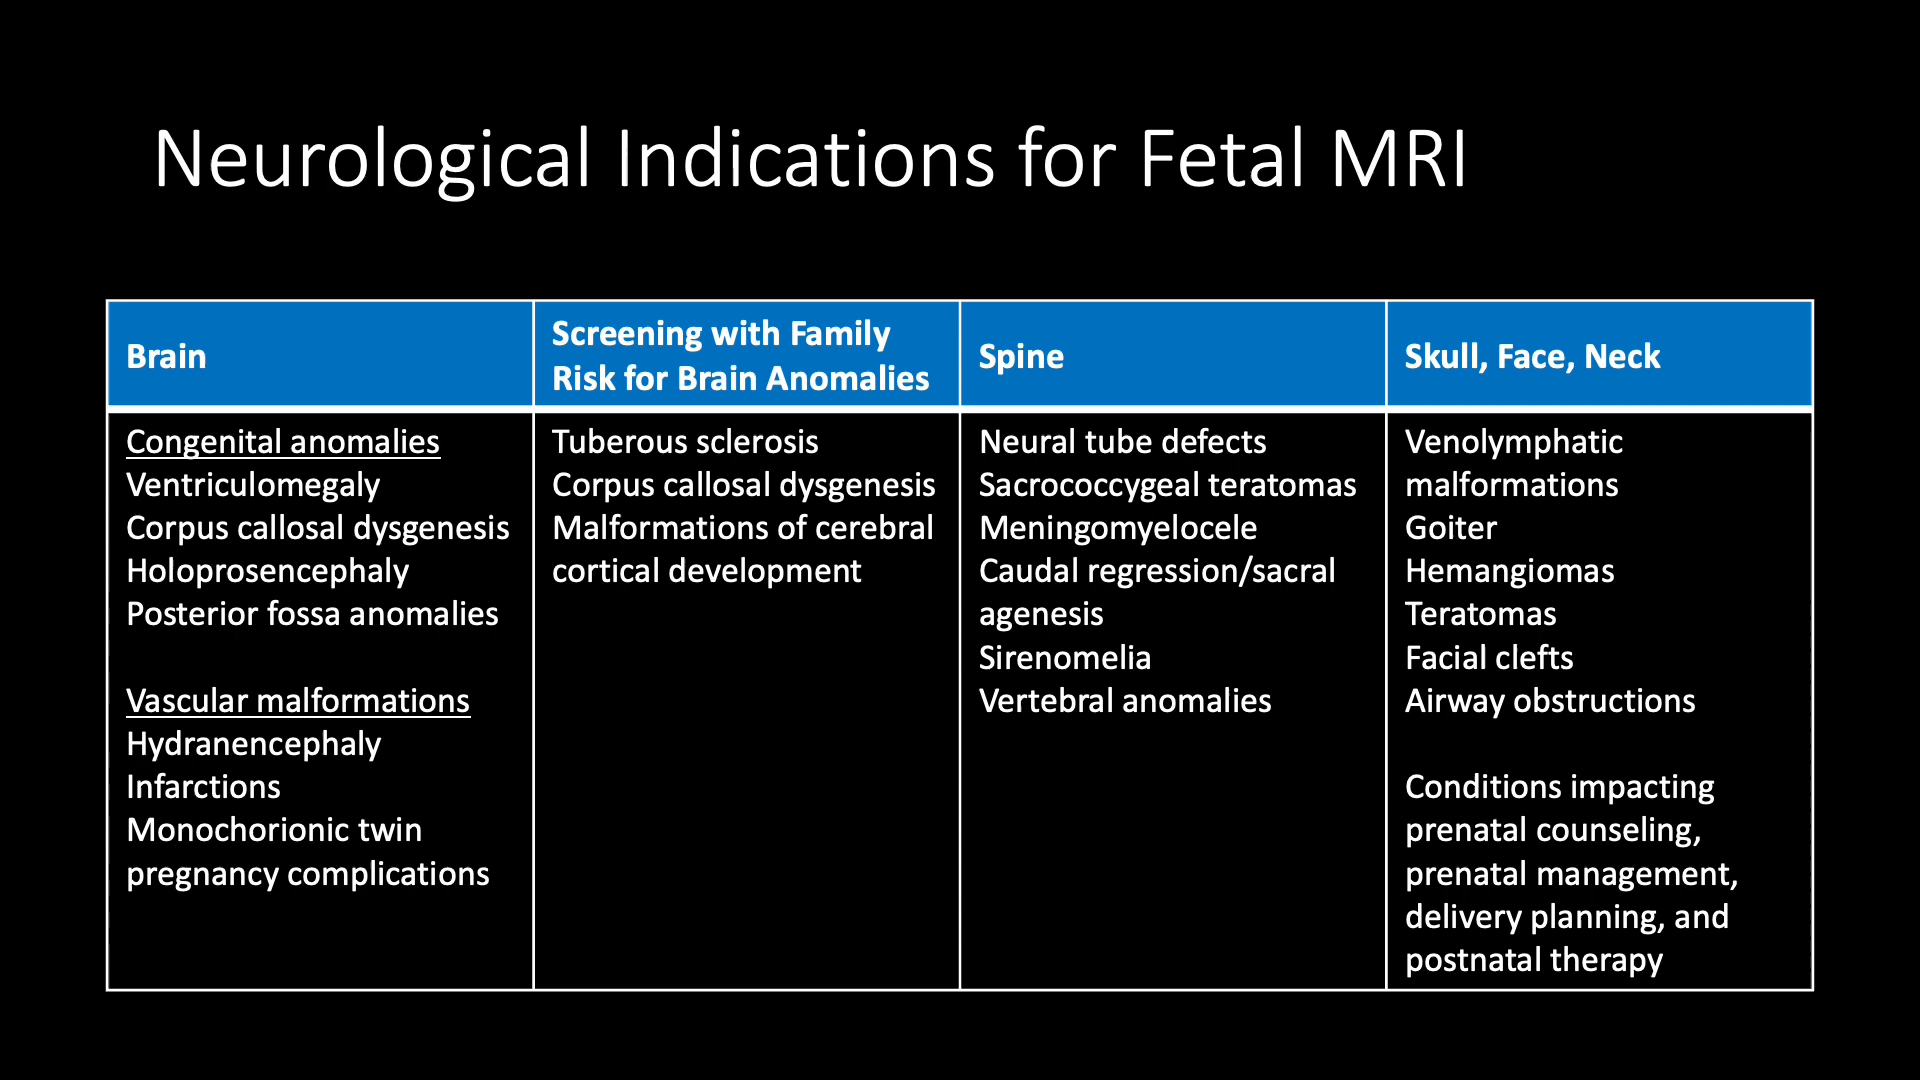 Neurological Indications for Fetal MRI
Brain
Screening with Family
Risk for Brain Anomalies
Spine
Skull, Face, Neck
Congenital anomalies
Ventriculomegaly
Corpus callosal dysgenesis
Holoprosencephaly
Posterior fossa anomalies
Vascular malformations
Hydranencephaly
Infarctions
Monochorionic twin
pregnancy complications
Tuberous sclerosis
Corpus callosal dysgenesis
Malformations of cerebral
cortical development
Neural tube defects
Sacrococcygeal teratomas
Meningomyelocele
Caudal regression/sacral
agenesis
Sirenomelia
Vertebral anomalies
Venolymphatic
malformations
Goiter
Hemangiomas
Teratomas
Facial clefts
Airway obstructions
Conditions impacting
prenatal counseling,
prenatal management,
delivery planning, and
postnatal therapy